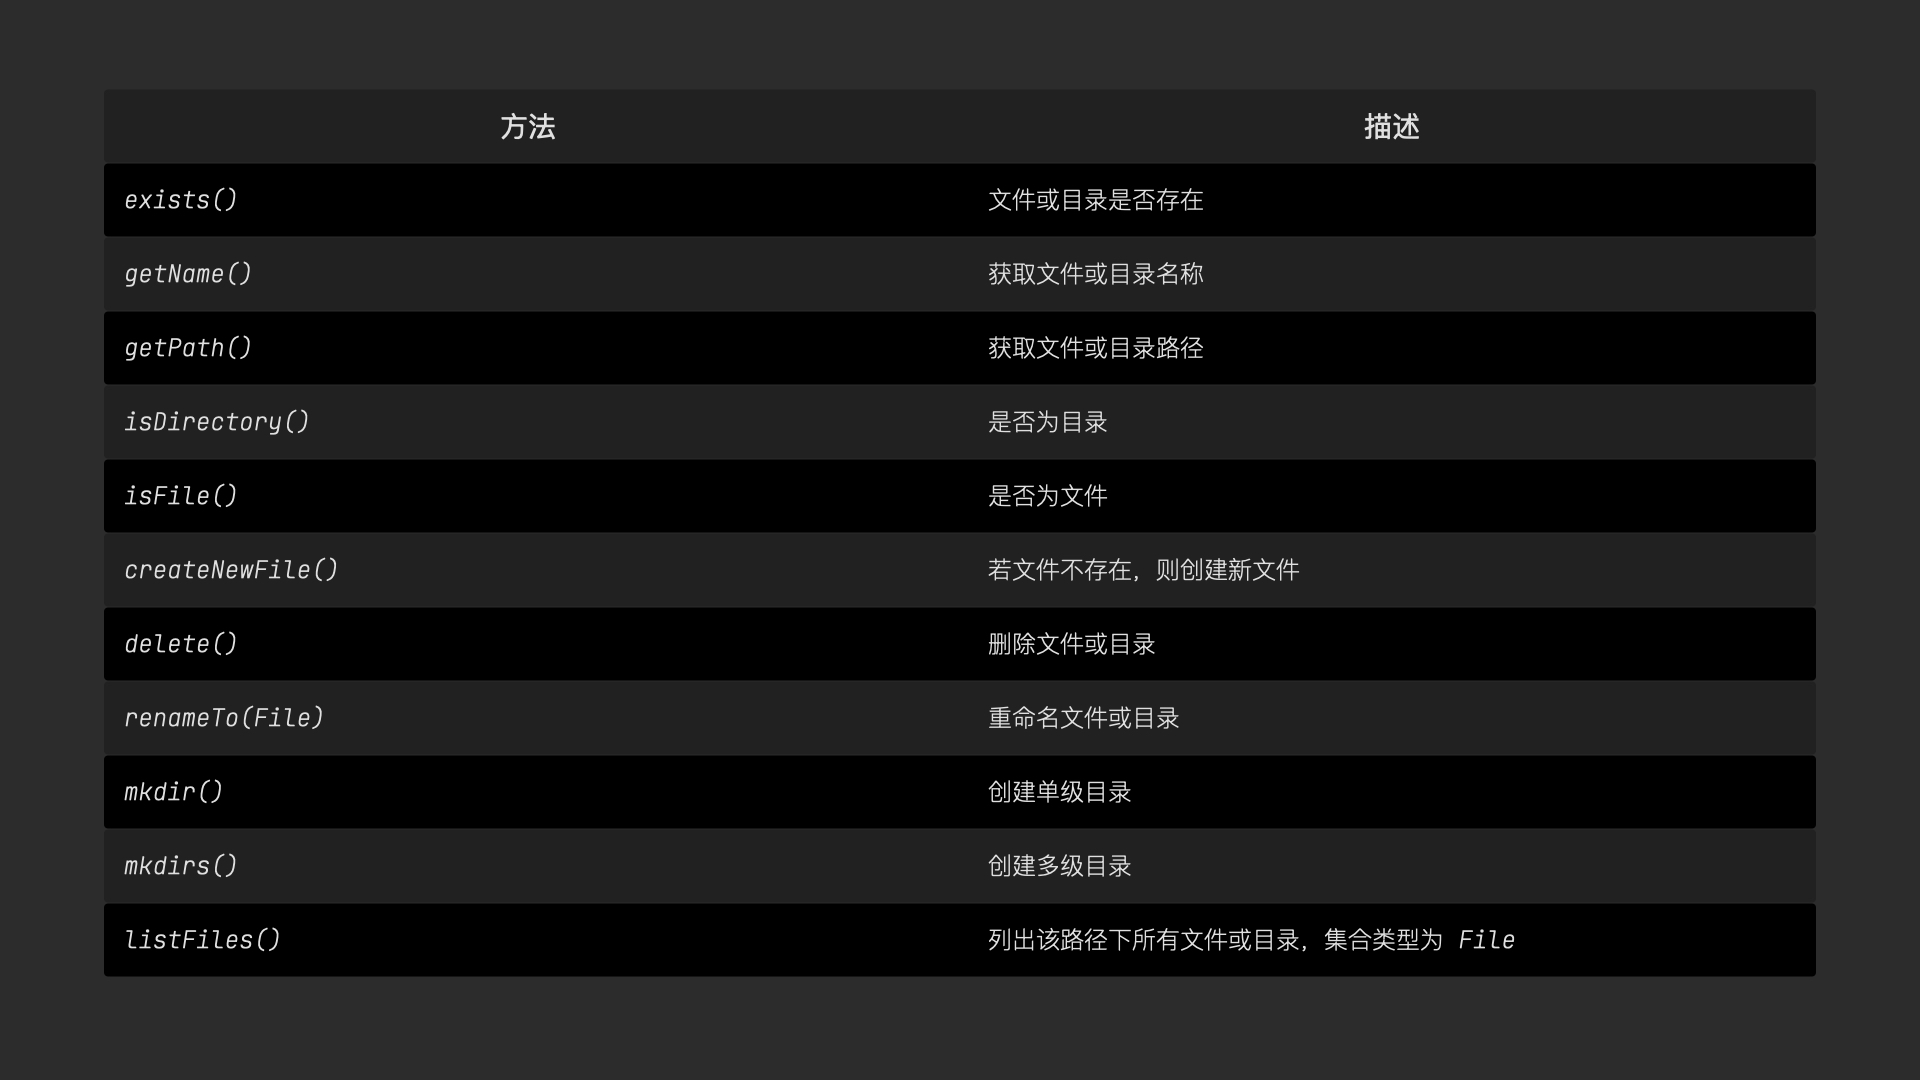 方法 描述
exists() 文件或目录是否存在
getName() 获取文件或目录名称
getPath() 获取文件或目录路径
isDirectory() 是否为目录
isFile() 是否为文件
createNewFile() 若文件不存在，则创建新文件
delete() 删除文件或目录
renameTo(File) 重命名文件或目录
mkdir() 创建单级目录
mkdirs() 创建多级目录
listFiles() 列出该路径下所有文件或目录，集合类型为 File